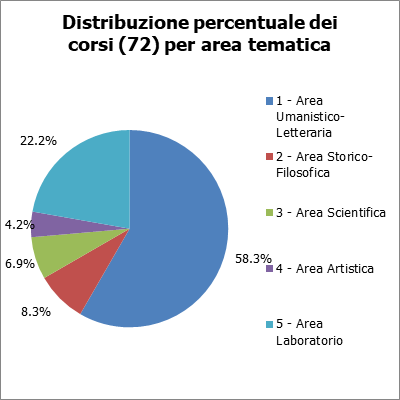 Distribuzione percentuale dei
corsi (72) per area tematica
1 - Area
Umanistico-
Letteraria
2 - Area Storico-
Filosofica
3 - Area Scientifica
4 - Area Artistica
5 - Area
Laboratorio
22.2%
4.2%
6.9%
8.3%
58.3%